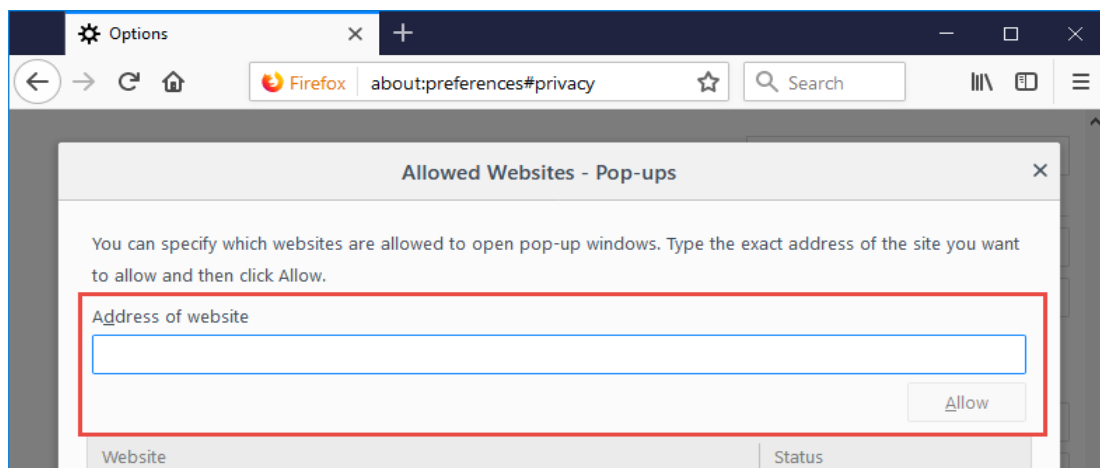 Options
Firefox about:preferences#privacy Search
Allowed Websites - Pop-ups
You can specify which websites are allowed to open pop-up windows. Type the exact address of the site you want
to allow and then click Allow.
Address of website
Allow
Website Status